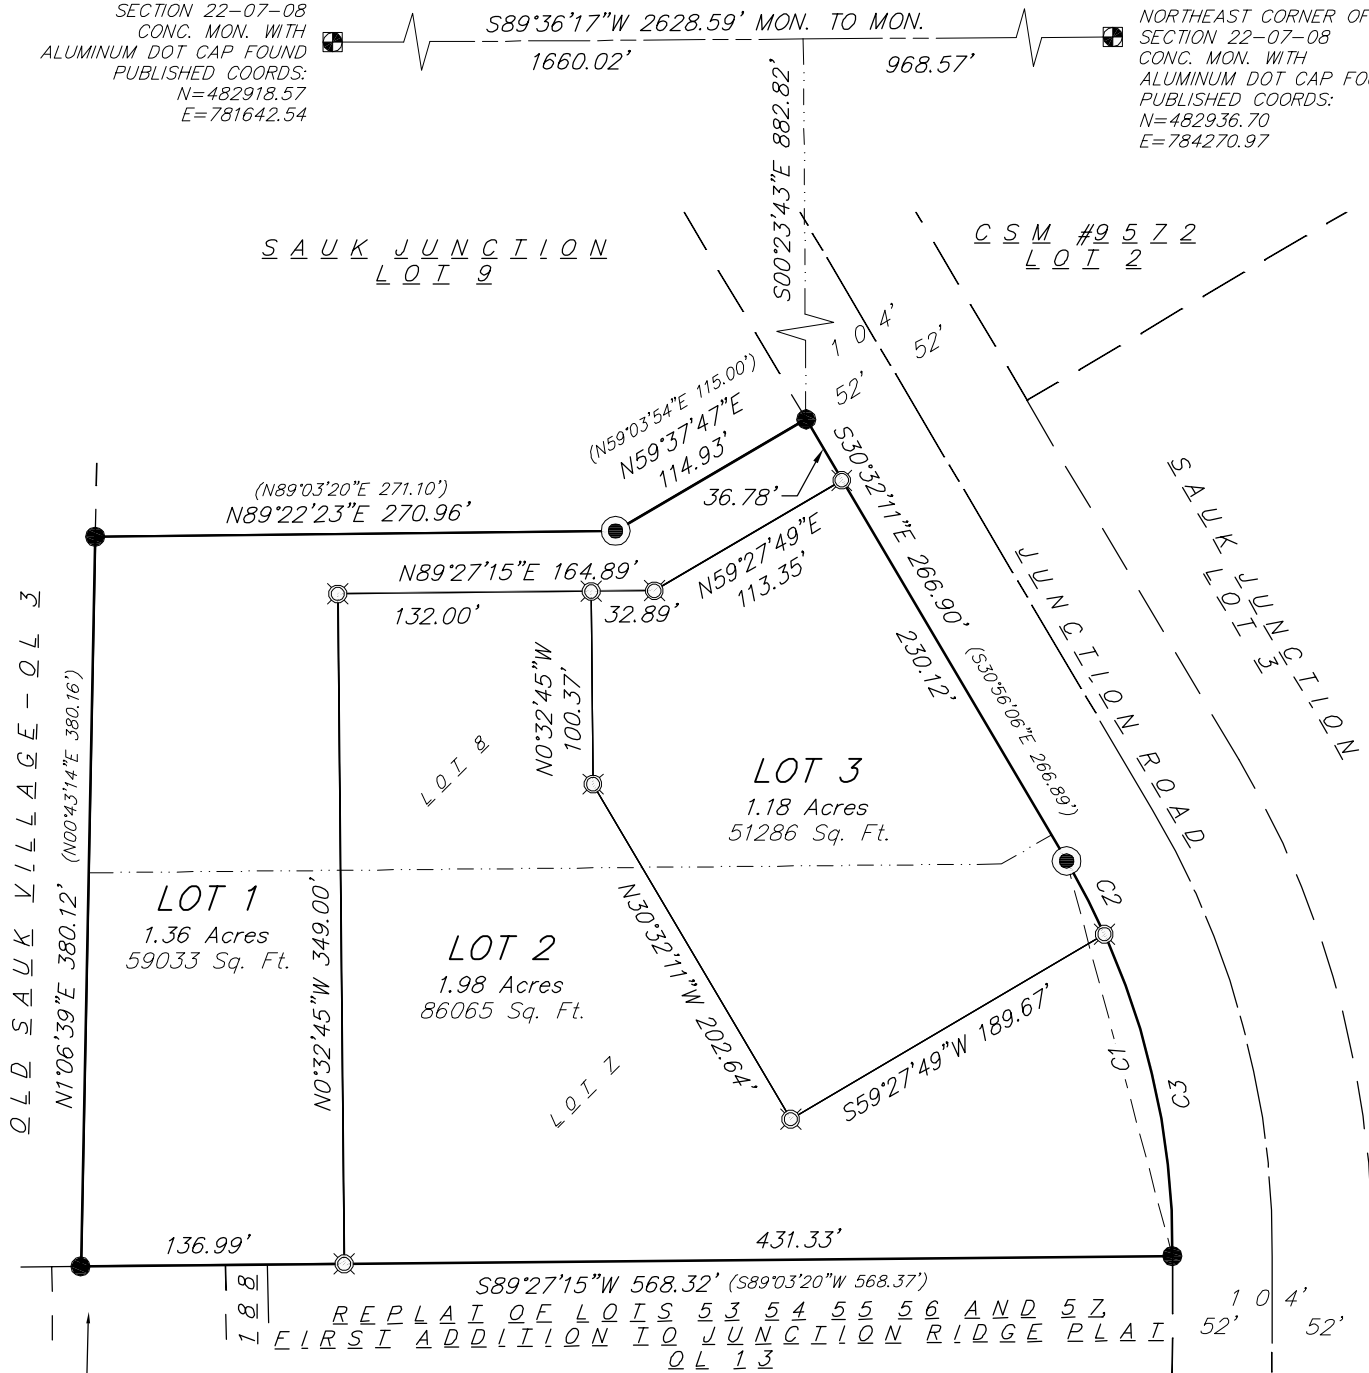 SECTION 22-07-08
CONC. MON. WITH
ALUMINUM DOT CAP FOUND
PUBLISHED COORDS:
N=482918.57
E=781642.54
S89°36'17"W 2628.59' MON. TO MON.
1660.02'
968.57'
NORTHEAST CORNER OF
SECTION 22-07-08
CONC. MON. WITH
ALUMINUM DOT CAP
PUBLISHED COORDS:
N=482936.70
E=784270.97
S00°23'43"E 882.82'
SAUK JUNCTION
LOT 9
CSM #9572
LOT 2
104'
52'
52'
(N59°03'54"E 115.00')
N59°37'47"E
114.93'
36.78'
S30°32'11"E 266.90'
230.12'
(S30°56'06"E 266.89')
(N89°03'20"E 271.10')
N89°22'23"E 270.96'
N89°27'15"E 164.89'
132.00'
32.89'
N59°27'49"E
113.35'
N0°32'45"W
100.37'
JUNCTION ROAD
SAUK JUNCTION
LOT 3
OLD SAUK VILLAGE-OL 3
(N00°43'14"E 380.16')
N1°06'39"E 380.12'
LOT 8
LOT 3
1.18 Acres
51286 Sq. Ft.
LOT 1
1.36 Acres
59033 Sq. Ft.
N0°32'45"W 349.00'
LOT 2
1.98 Acres
86065 Sq. Ft.
N30°32'11"W 202.64'
C2
C1
C3
S59°27'49"W 189.67'
LOT 7
136.99'
431.33'
S89°27'15"W 568.32' (S89°03'20"W 568.37')
188
REPLAT OF LOTS 53 54 55 56 AND 57,
FIRST ADDITION TO JUNCTION RIDGE PLAT
OL 13
104'
52'
52'